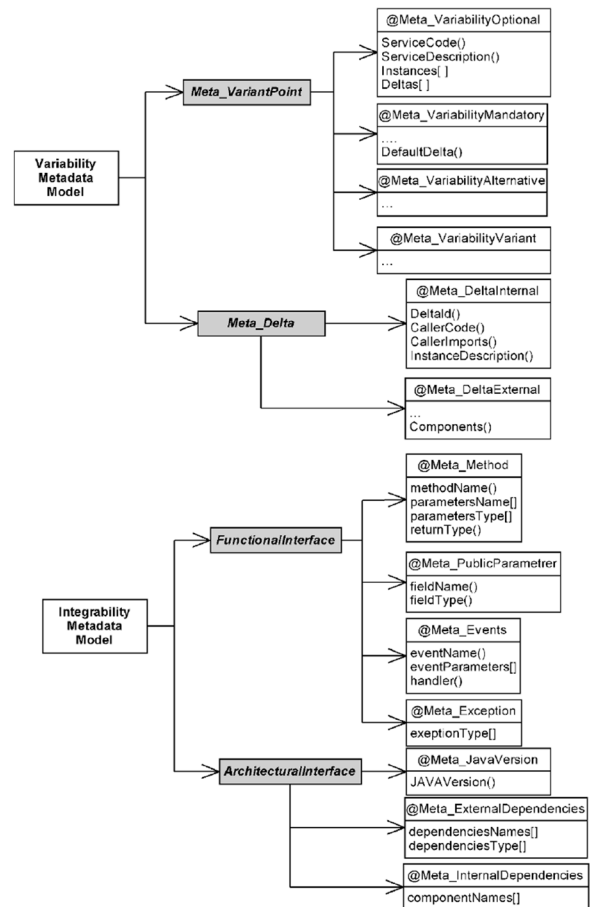 @Meta_VariabilityOptional
ServiceCode()
ServiceDescription()
Instances[ ]
Deltas[ ]
Meta_VariantPoint
@Meta_VariabilityMandatory
....
DefaultDelta()
Variability
Metadata
Model
@Meta_VariabilityAlternative
...
@Meta_VariabilityVariant
...
@Meta_DeltaInternal
DeltaId()
CallerCode()
CallerImports()
InstanceDescription()
Meta_Delta
@Meta_DeltaExternal
...
Components()
@Meta_Method
methodName()
parametersName[]
parametersType[]
returnType()
FunctionalInterface
@Meta_PublicParametrer
fieldName()
fieldType()
Integrability
Metadata
Model
@Meta_Events
eventName()
eventParameters[]
handler()
@Meta_Exception
exeptionType[]
ArchitecturalInterface
@Meta_JavaVersion
JAVAVersion()
@Meta_ExternalDependencies
dependenciesNames[]
dependenciesType[]
@Meta_InternalDependencies
componentNames[]